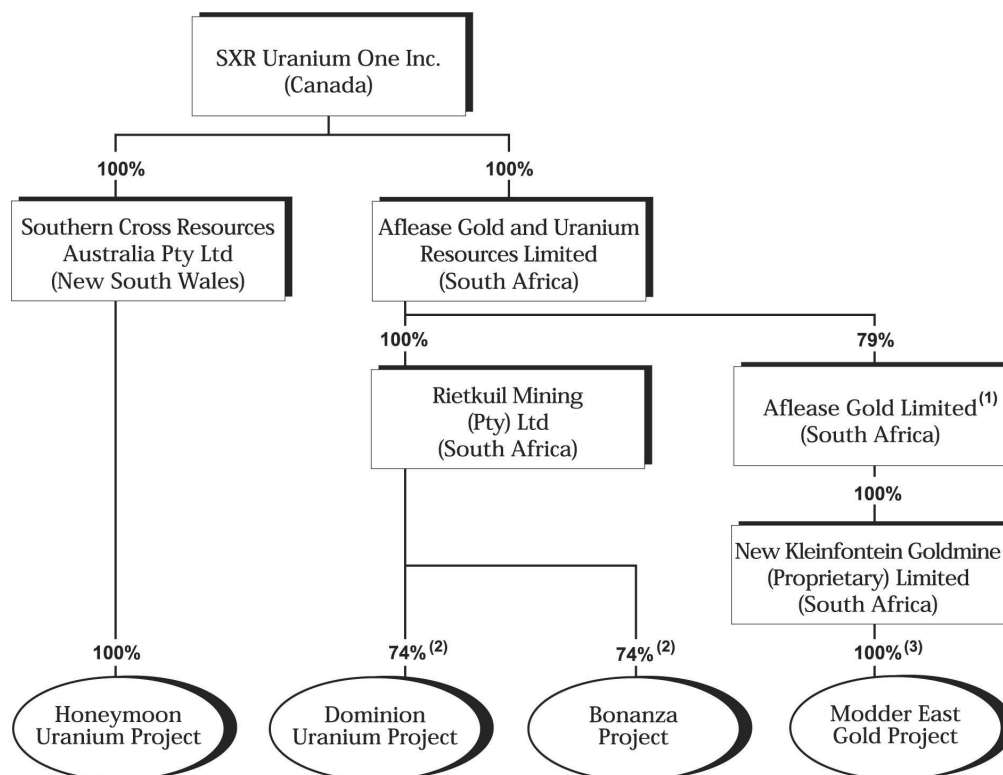 SXR Uranium One Inc.
(Canada)
100%
100%
Southern Cross Resources
Australia Pty Ltd
(New South Wales)
Aflease Gold and Uranium
Resources Limited
(South Africa)
100%
79%
Rietkuil Mining
(Pty) Ltd
(South Africa)
Aflease Gold Limited(1)
(South Africa)
100%
New Kleinfontein Goldmine
(Proprietary) Limited
(South Africa)
100%
74%(2)
74%(2)
100%(3)
Honeymoon
Uranium Project
Dominion
Uranium Project
Bonanza
Project
Modder East
Gold Project